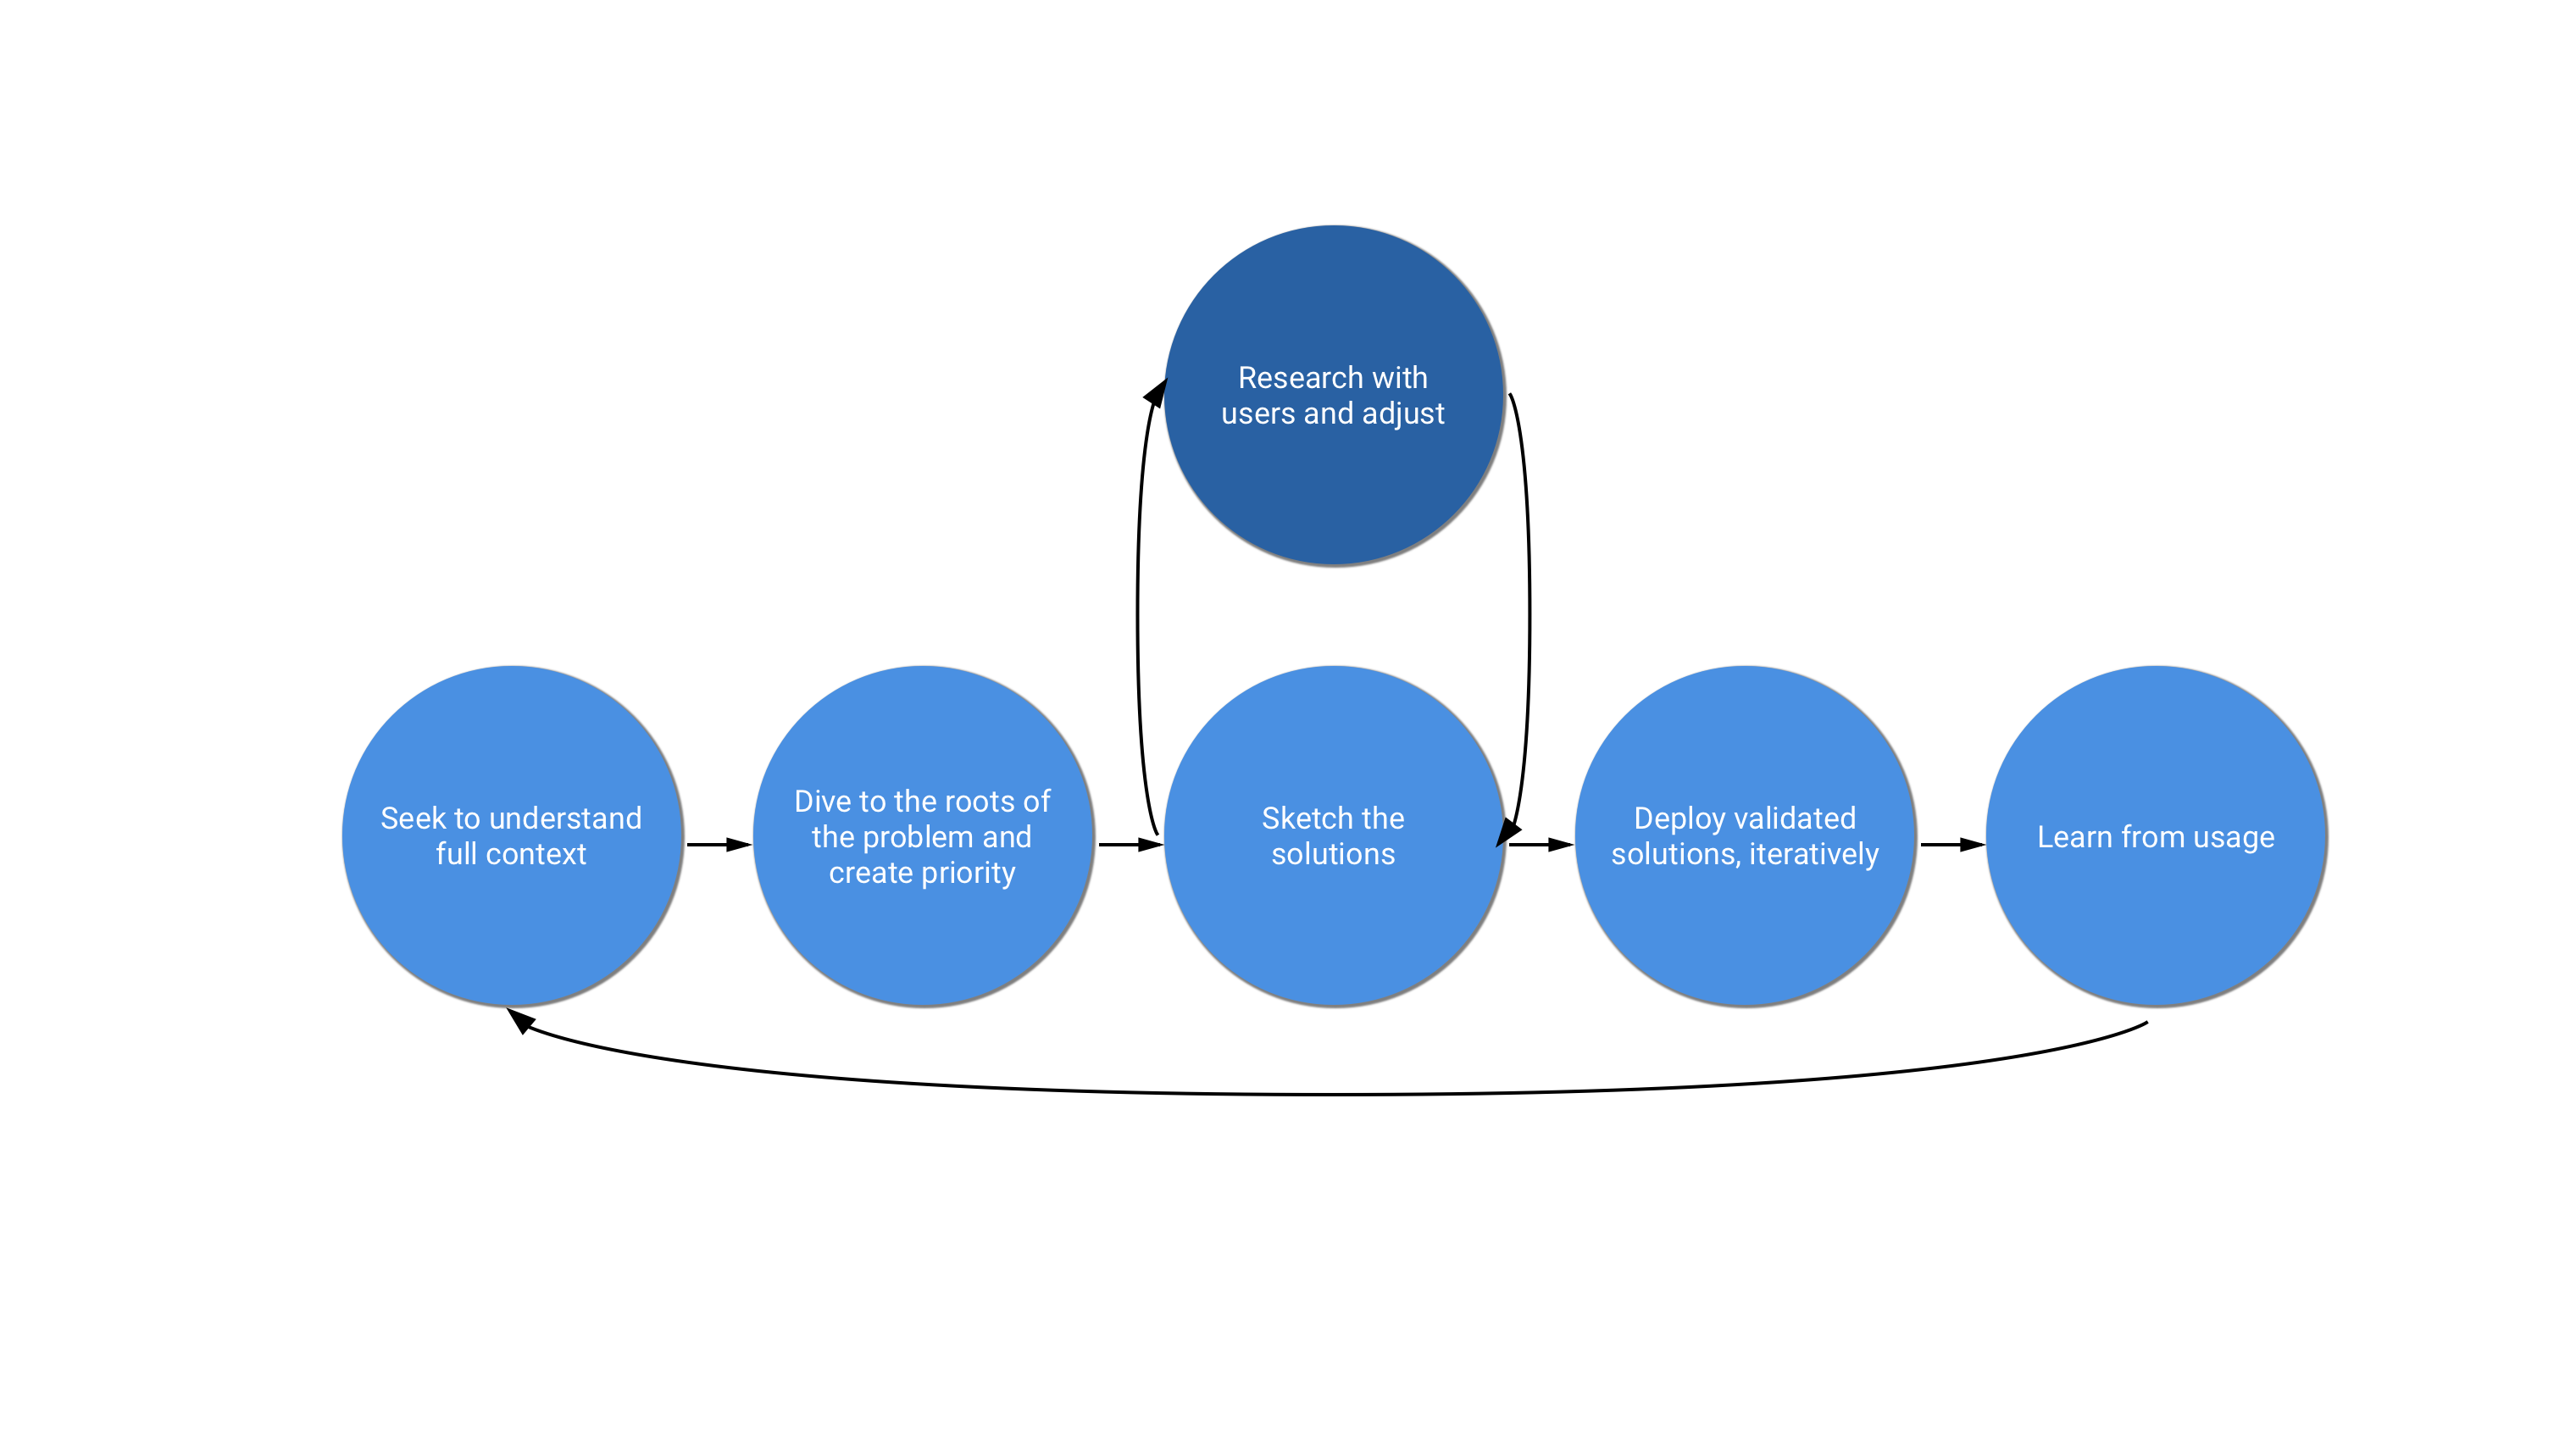 Research with
users and adjust
Seek to understand
full context
Dive to the roots of
the problem and
create priority
Sketch the
solutions
Deploy validated
solutions, iteratively
Learn from usage